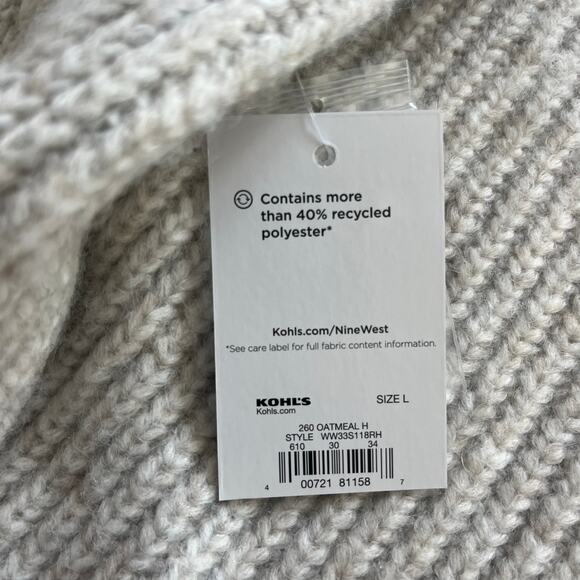 Contains more
than 40% recycled
polyester*
Kohls.com/NineWest
*See care label for full fabric content information.
KOHL'S SIZE L
Kohls.com
260 OATMEAL H
STYLE WW33S118RH
610 30 34
4 00721 81158 7